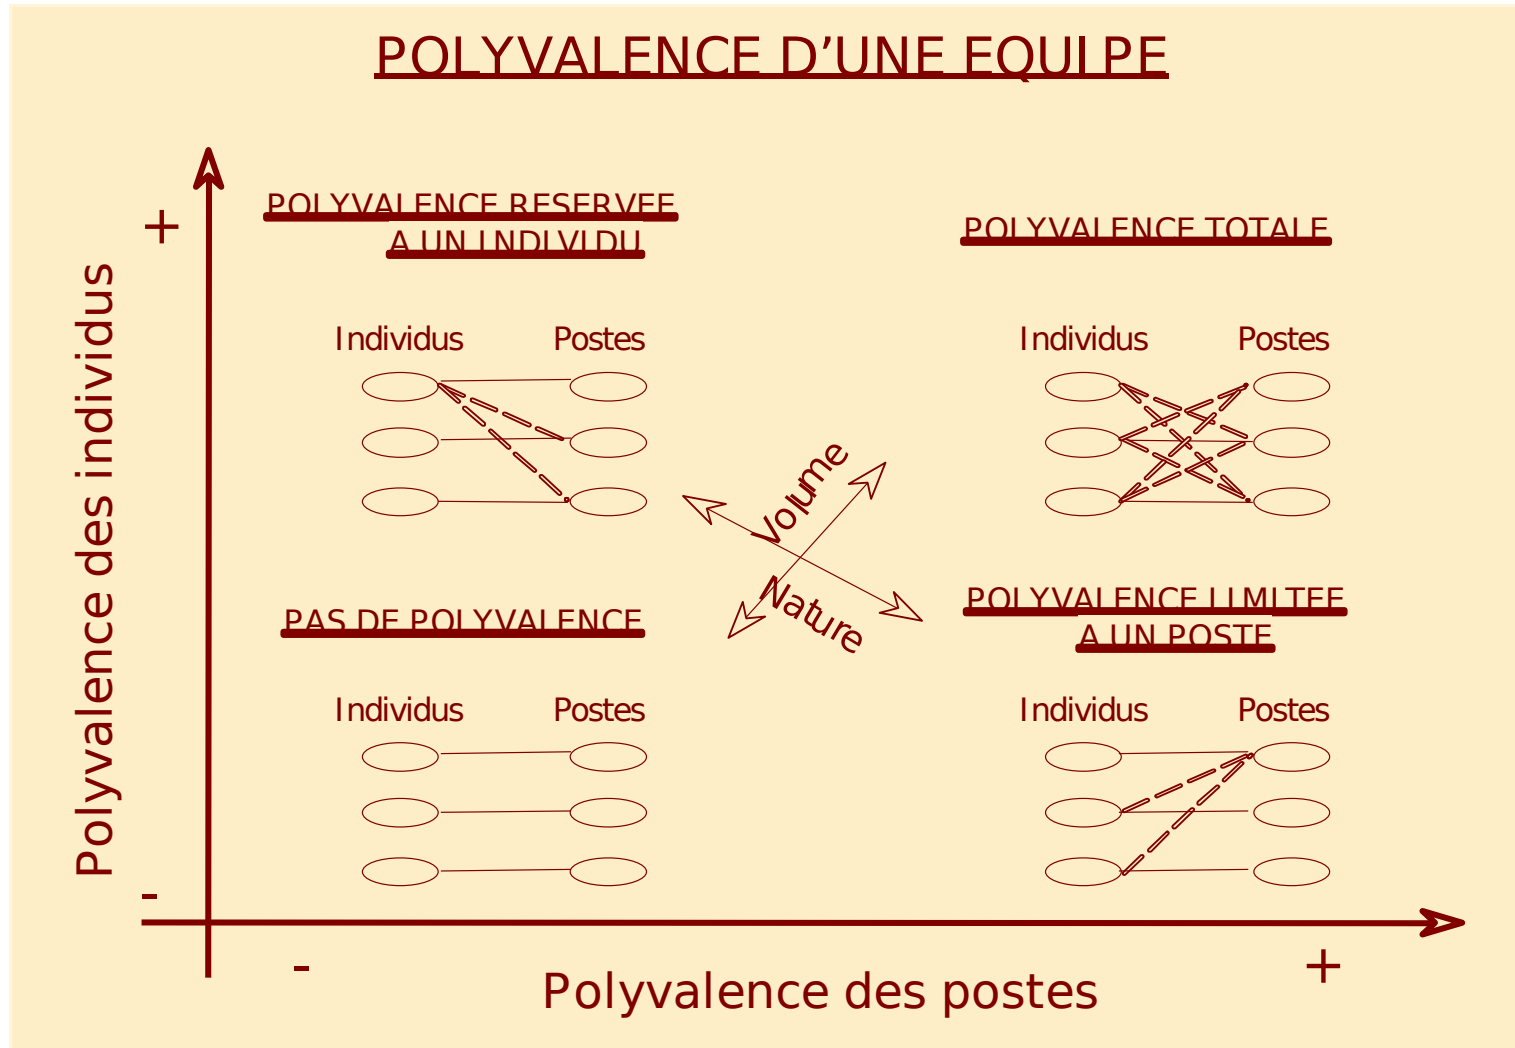 POLYVALENCE D’UNE EQUIPE
+
POLYVALENCE RESERVEE
A UN INDIVIDU
POLYVALENCE TOTALE
Individus Postes
Individus Postes
Polyvalence des individus
Volume
Nature
PAS DE POLYVALENCE
POLYVALENCE LIMITEE
A UN POSTE
Individus Postes
Individus Postes
-
-
+
Polyvalence des postes